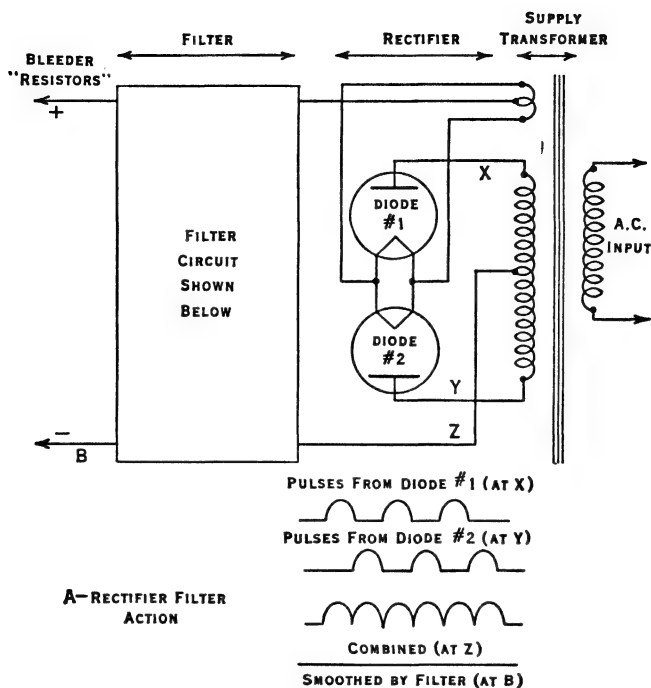 SUPPLY
FILTER RECTIFIER TRANSFORMER
BLEEDER
"RESISTORS"
+
X
DIODE
#1
A.C.
INPUT
FILTER
CIRCUIT
SHOWN
BELOW
DIODE
#2
Y
Z
−
B
PULSES FROM DIODE #1 (AT X)
PULSES FROM DIODE #2 (AT Y)
A–RECTIFIER FILTER
ACTION
COMBINED (AT Z)
SMOOTHED BY FILTER (AT B)